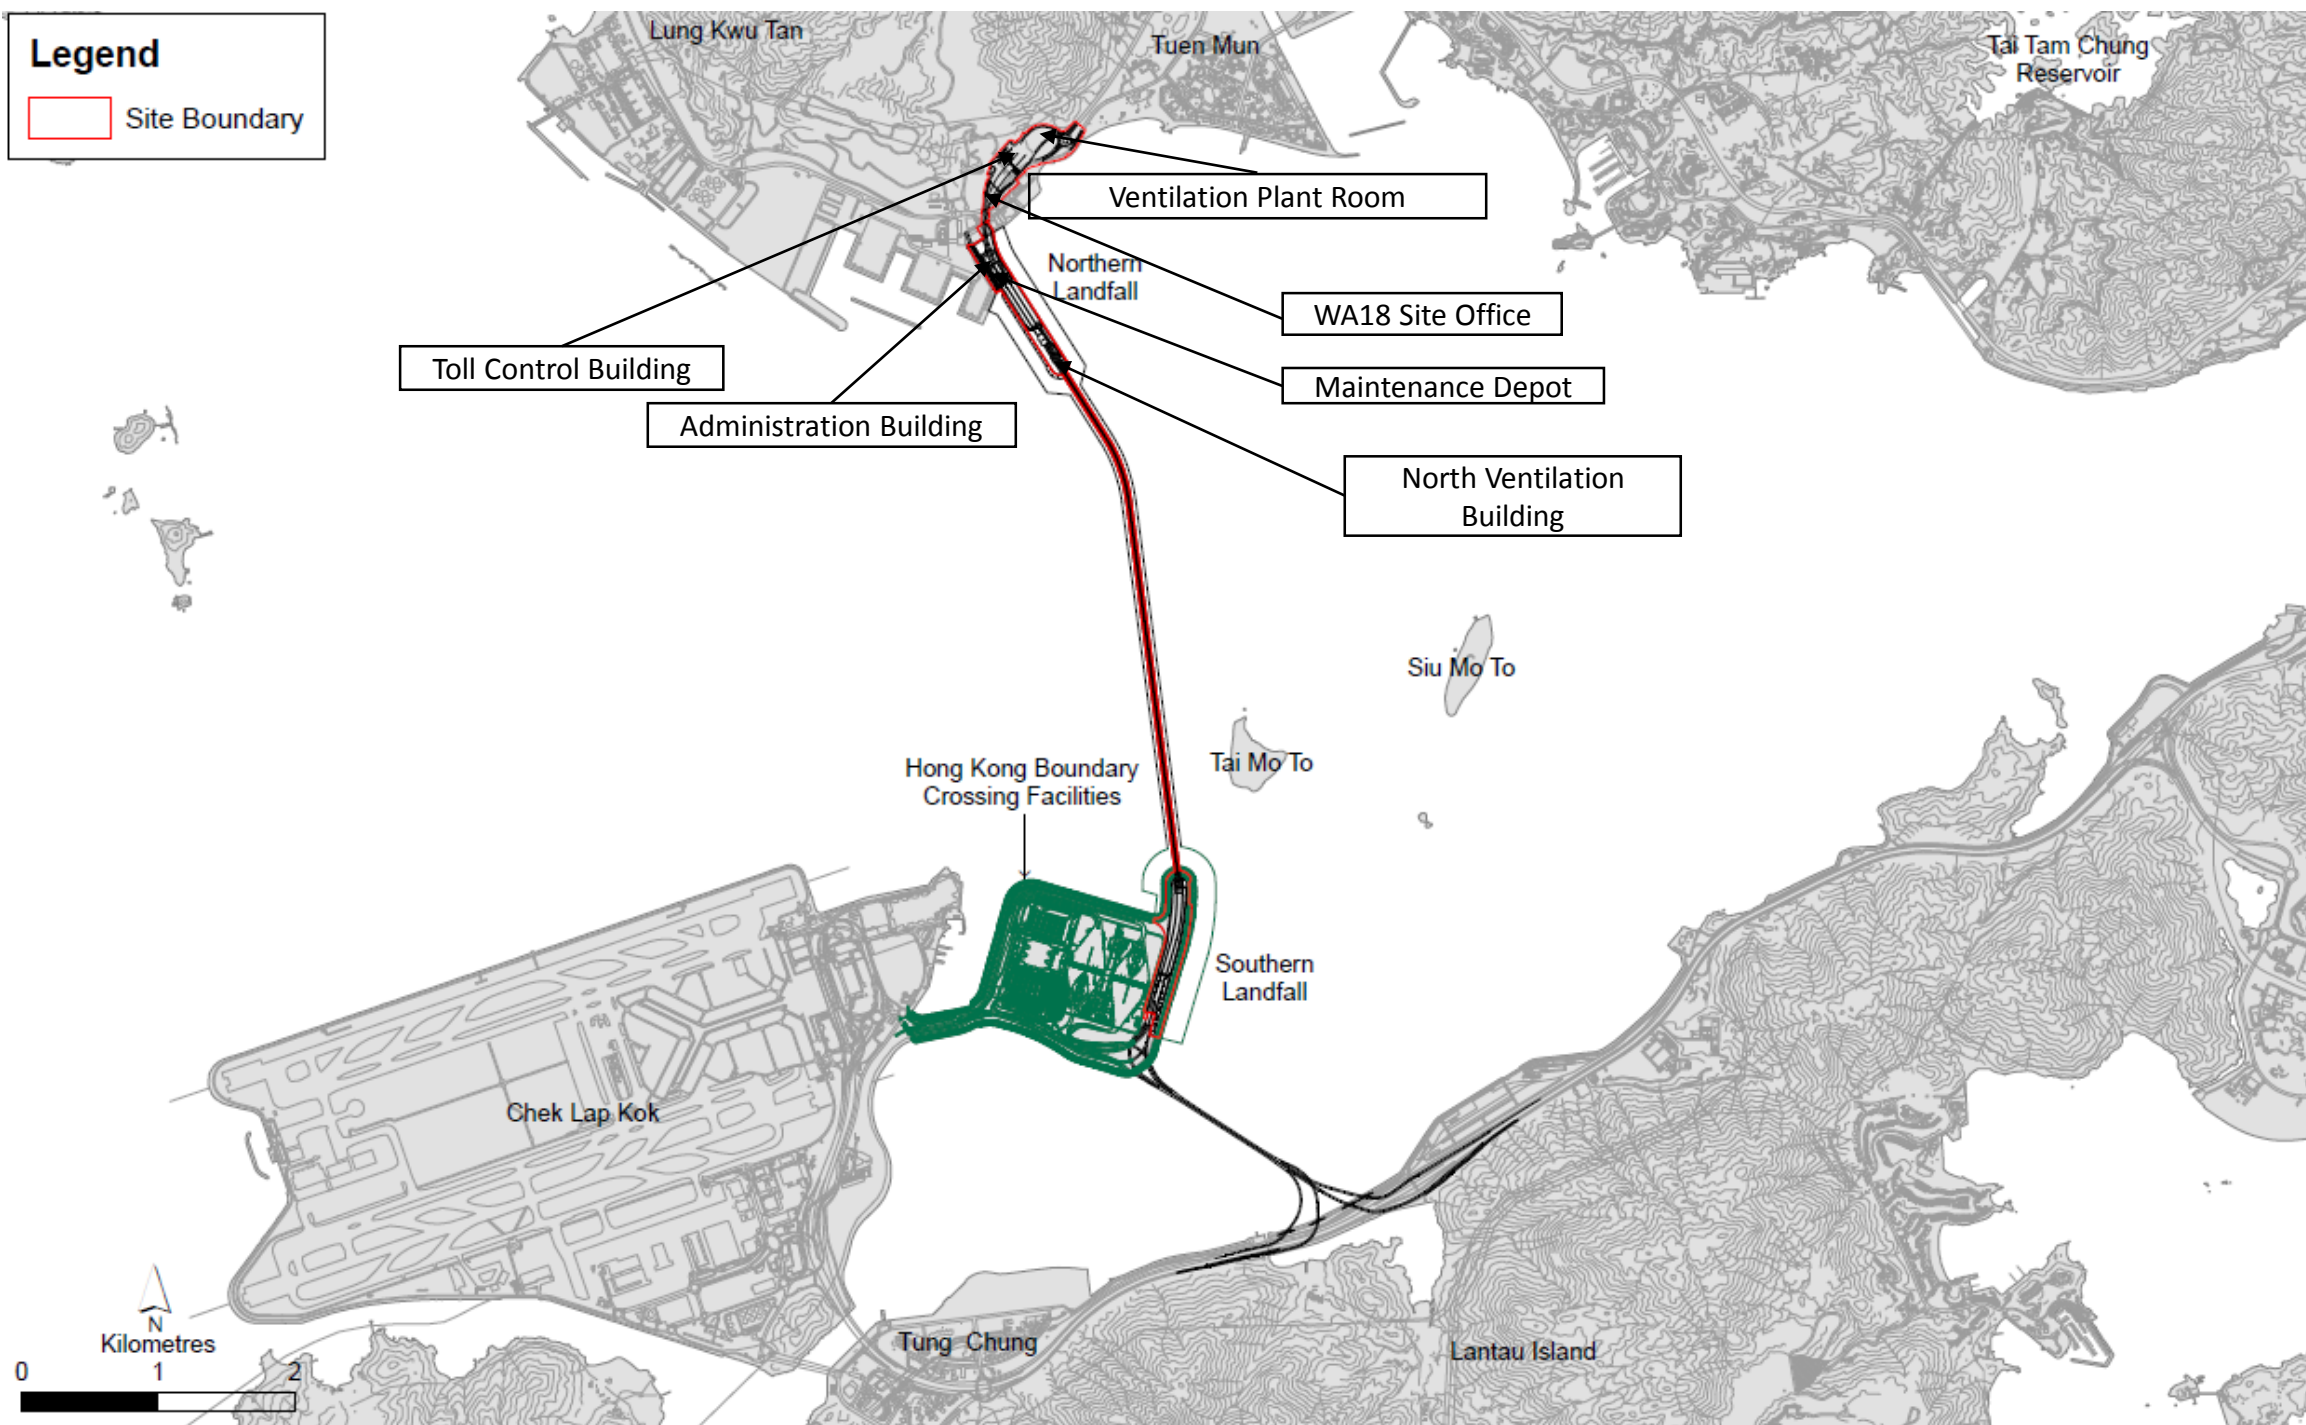 Legend
Site Boundary
Lung Kwu Tan
Tuen Mun
Tai Tam Chung
Reservoir
Ventilation Plant Room
Northern
Landfall
WA18 Site Office
Toll Control Building
Maintenance Depot
Administration Building
North Ventilation
Building
Siu Mo To
Tai Mo To
Hong Kong Boundary
Crossing Facilities
Southern
Landfall
Chek Lap Kok
Tung Chung
Lantau Island
N
Kilometres
0 1 2